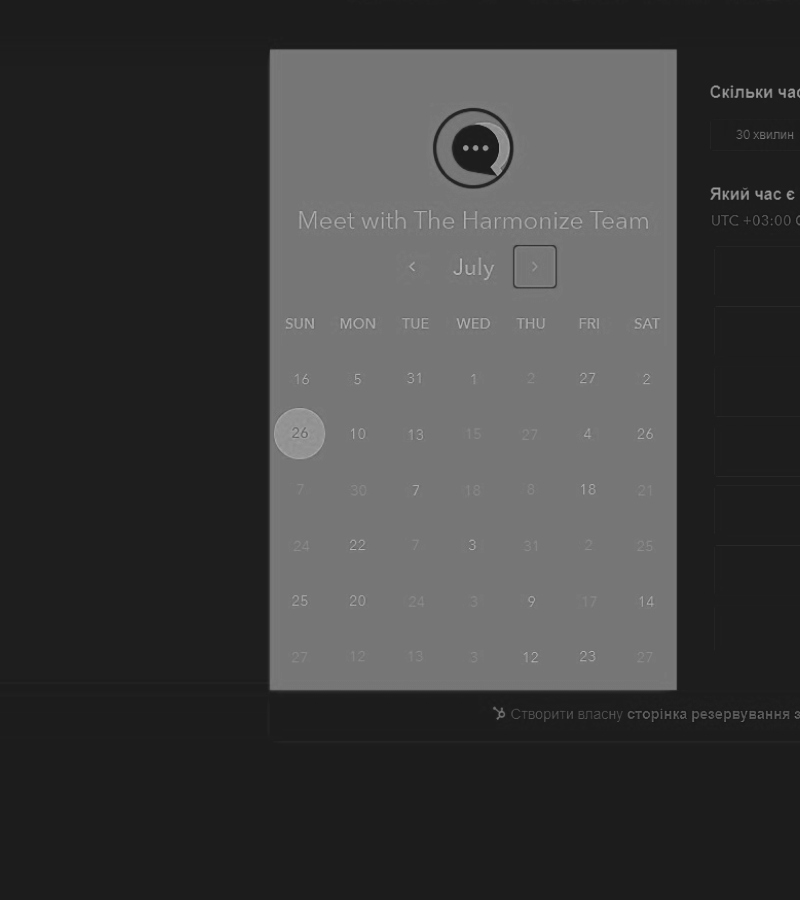 Скільки час
30 хвилин
Meet with The Harmonize Team
Який час є
UTC +03:00
July
SUN MON TUE WED THU FRI SAT
16 5 31 1 2 27 2
26 10 13 15 27 4 26
7 30 7 18 8 18 21
24 22 7 3 31 2 25
25 20 24 3 9 17 14
27 12 13 3 12 23 27
Створити власну сторінка резервування з